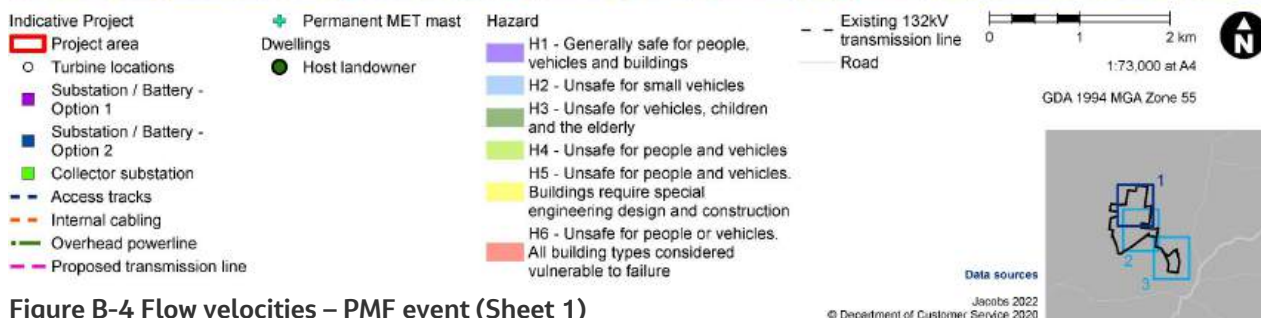 Indicative Project
Project area
Turbine locations
Substation / Battery -
Option 1
Substation / Battery -
Option 2
Collector substation
Access tracks
Internal cabling
Overhead powerline
Proposed transmission line
Permanent MET mast
Dwellings
Host landowner
Hazard
H1 - Generally safe for people,
vehicles and buildings
H2 - Unsafe for small vehicles
H3 - Unsafe for vehicles, children
and the elderly
H4 - Unsafe for people and vehicles
H5 - Unsafe for people and vehicles.
Buildings require special
engineering design and construction
H6 - Unsafe for people or vehicles.
All building types considered
vulnerable to failure
Existing 132kV
transmission line
Road
0 1 2 km
N
1:73,000 at A4
GDA 1994 MGA Zone 55
1
2
3
Data sources
Jacobs 2022
© Department of Customer Service 2020
Figure B-4 Flow velocities – PMF event (Sheet 1)